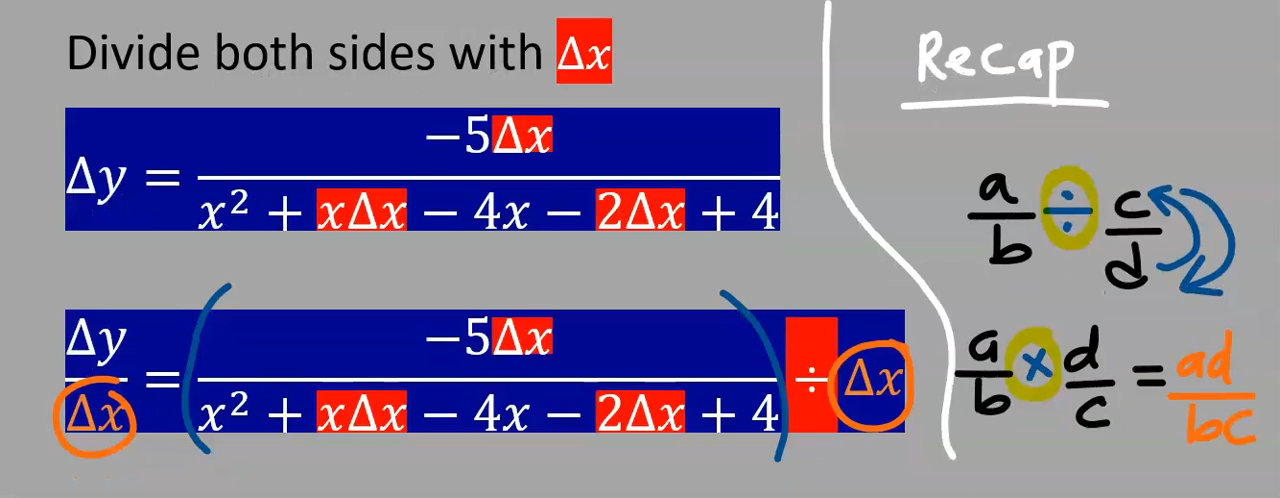 Divide both sides with Δx
Δy = −5Δx / (x² + xΔx − 4x − 2Δx + 4)
Δy/Δx = (−5Δx / (x² + xΔx − 4x − 2Δx + 4)) ÷ Δx
Recap
a/b ÷ c/d
a/b × d/c = ad/bc